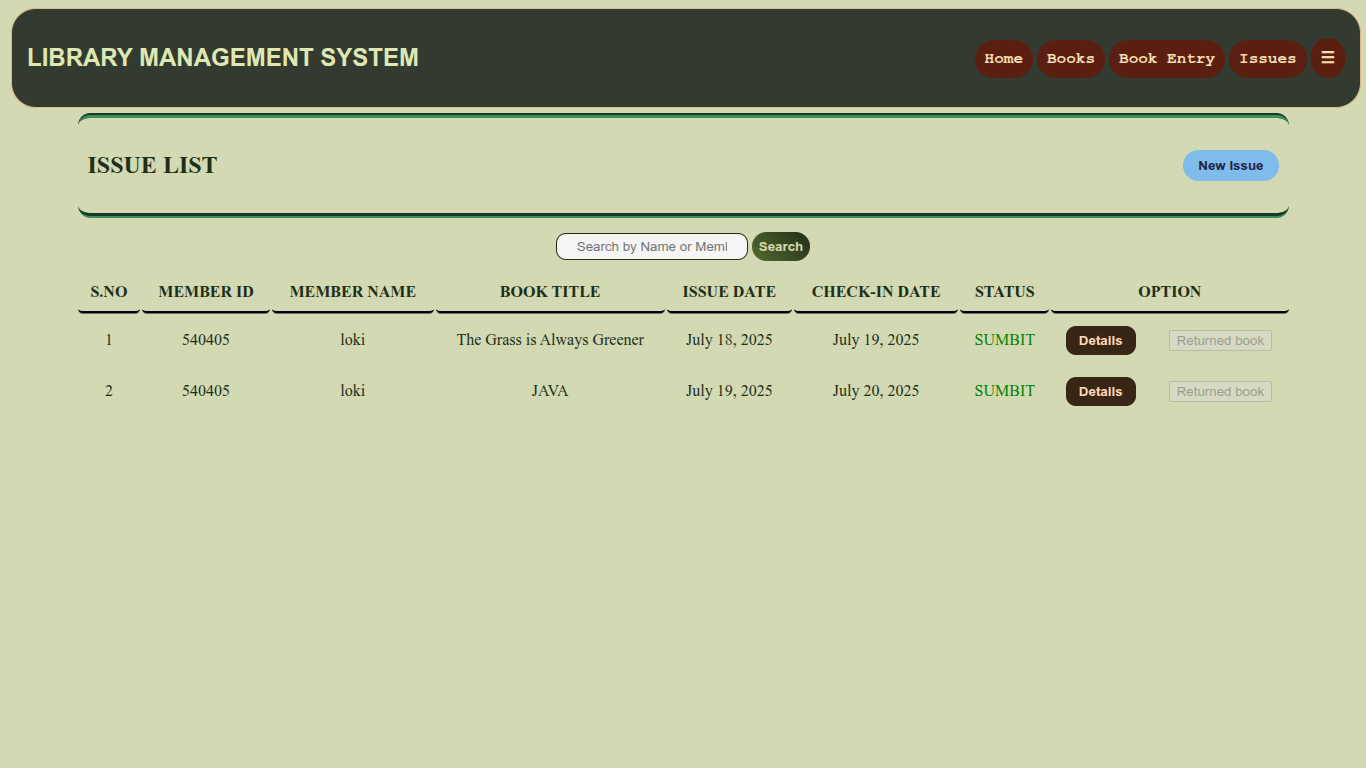 LIBRARY MANAGEMENT SYSTEM Home Books Book Entry Issues ☰
ISSUE LIST New Issue
Search by Name or Meml Search
S.NO MEMBER ID MEMBER NAME BOOK TITLE ISSUE DATE CHECK-IN DATE STATUS OPTION
1 540405 loki The Grass is Always Greener July 18, 2025 July 19, 2025 SUMBIT Details Returned book
2 540405 loki JAVA July 19, 2025 July 20, 2025 SUMBIT Details Returned book